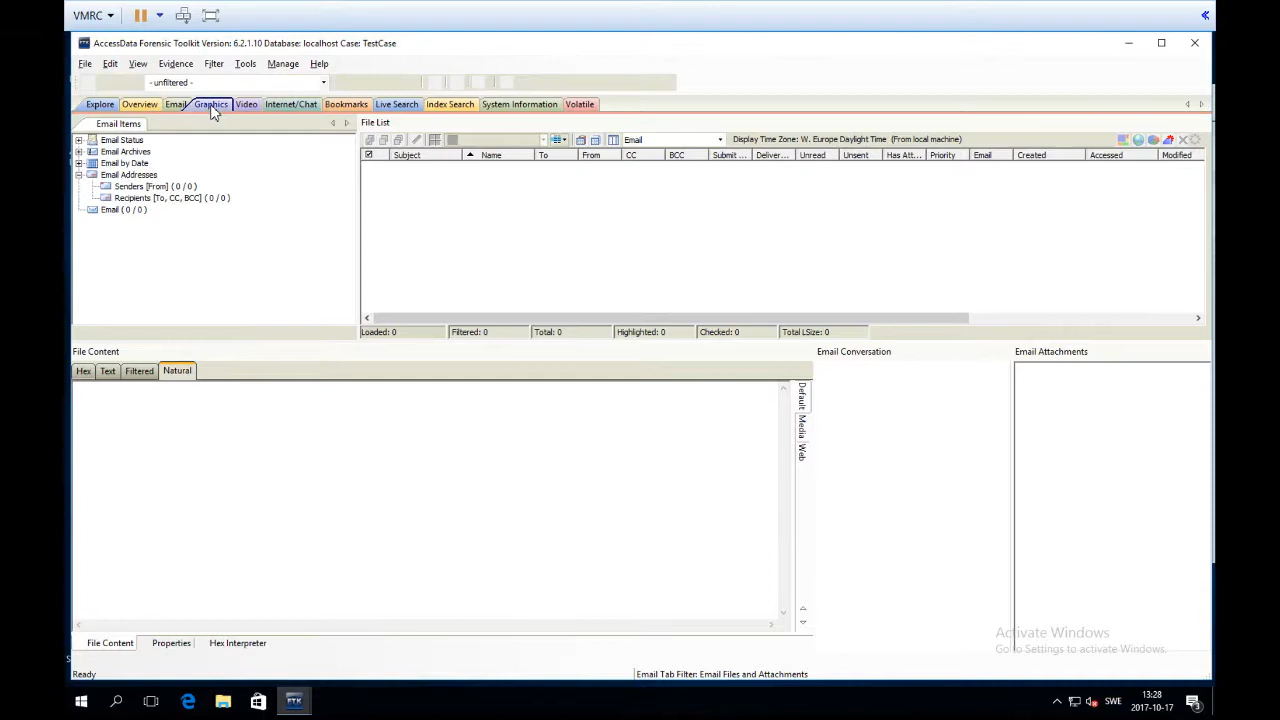 VMRC
AccessData Forensic Toolkit Version: 6.2.1.10 Database: localhost Case: TestCase
File Edit View Evidence Filter Tools Manage Help
- unfiltered -
Explore Overview Email Graphics Video Internet/Chat Bookmarks Live Search Index Search System Information Volatile
Email Items
File List
Email Status
Email Archives
Email by Date
Email Addresses
Senders [From] ( 0 / 0 )
Recipients [To, CC, BCC] ( 0 / 0 )
Email ( 0 / 0 )
Email
Display Time Zone: W. Europe Daylight Time (From local machine)
Subject Name To From CC BCC Submit ... Deliver... Unread Unsent Has Att... Priority Email Created Accessed Modified
Loaded: 0 Filtered: 0 Total: 0 Highlighted: 0 Checked: 0 Total LSize: 0
File Content
Email Conversation
Email Attachments
Hex Text Filtered Natural
Default
Media
Web
Activate Windows
Go to Settings to activate Windows.
File Content Properties Hex Interpreter
Ready
Email Tab Filter: Email Files and Attachments
FTK
SWE
13:28
2017-10-17
3